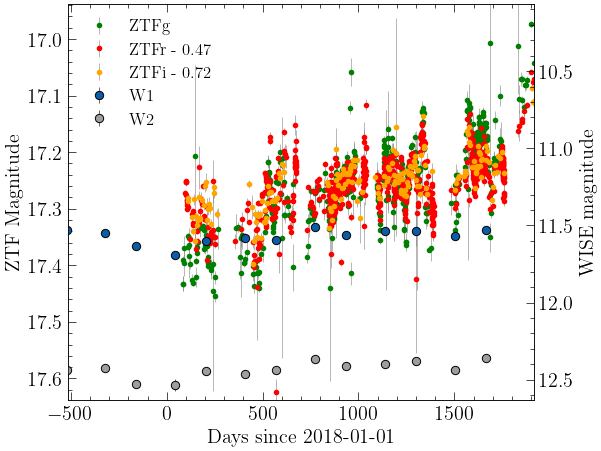 ZTFg
ZTFr - 0.47
ZTFi - 0.72
W1
W2
17.0
17.1
17.2
17.3
17.4
17.5
17.6
ZTF Magnitude
10.5
11.0
11.5
12.0
12.5
WISE magnitude
−500 0 500 1000 1500
Days since 2018-01-01